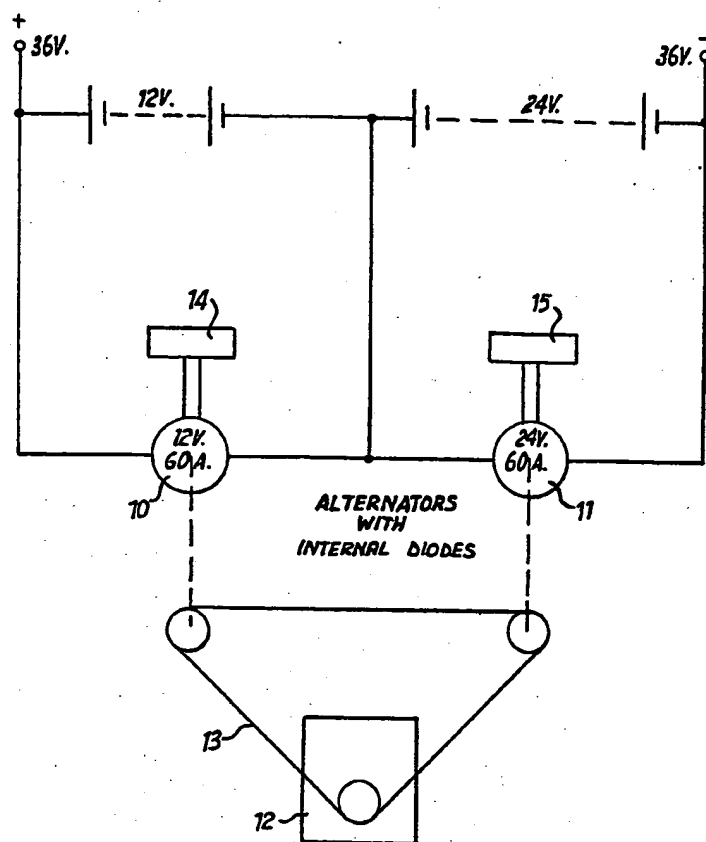 +
36V.
12V.
24V.
36V.
-
14
15
12V.
60A.
24V.
60A.
10
11
ALTERNATORS
WITH
INTERNAL DIODES
13
12